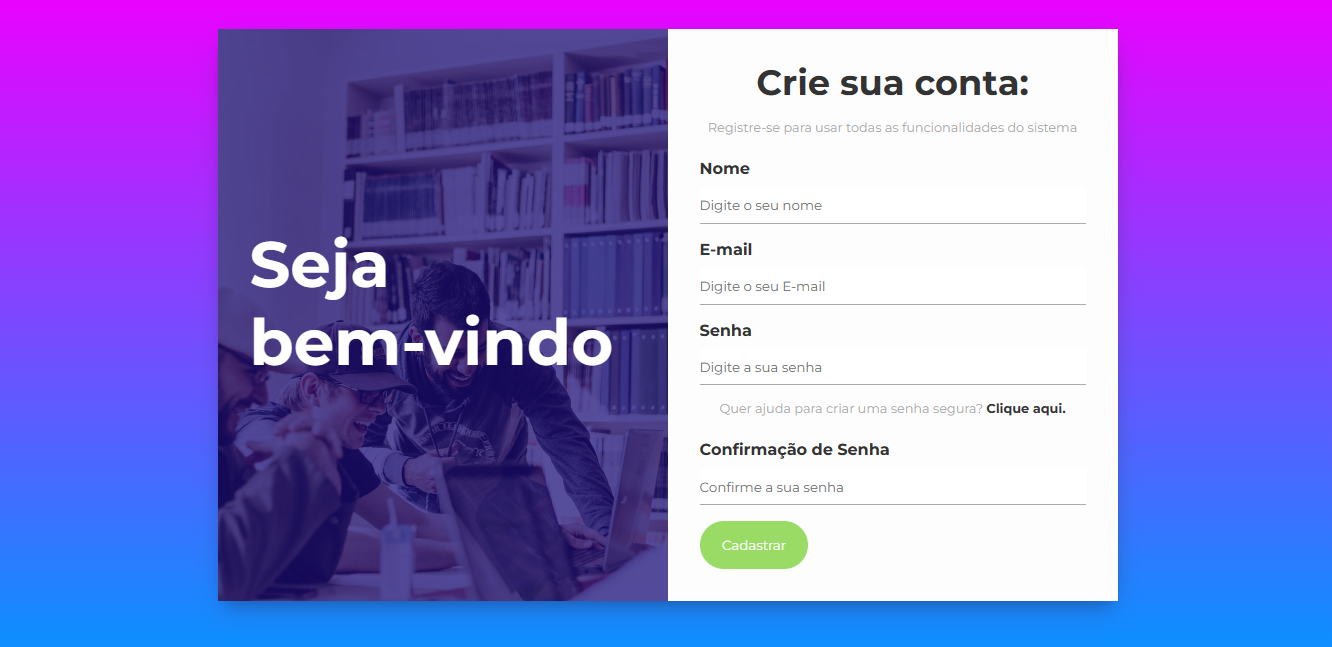 Seja
bem-vindo
Crie sua conta:
Registre-se para usar todas as funcionalidades do sistema
Nome
Digite o seu nome
E-mail
Digite o seu E-mail
Senha
Digite a sua senha
Quer ajuda para criar uma senha segura? Clique aqui.
Confirmação de Senha
Confirme a sua senha
Cadastrar